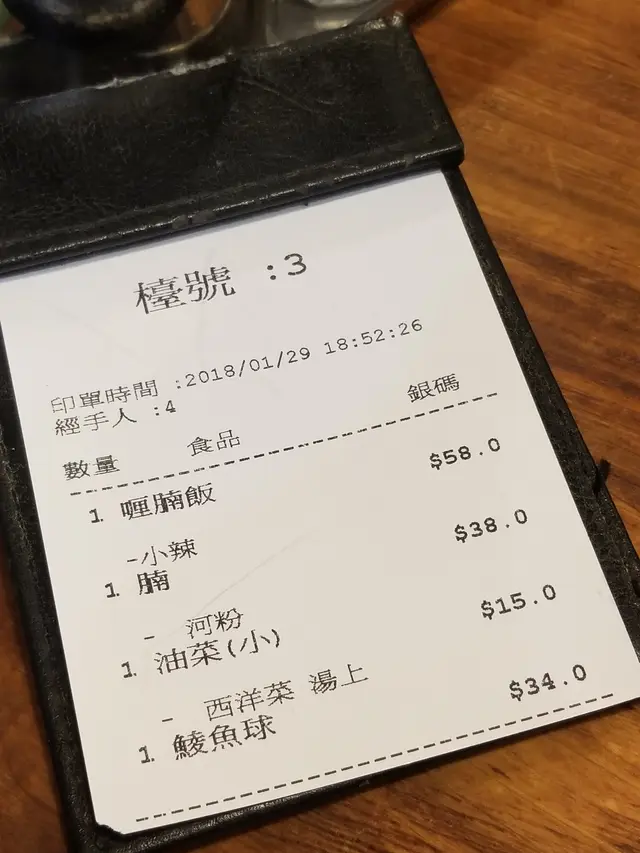 檯號 :3
印單時間 :2018/01/29 18:52:26
經手人 :4
數量 食品 銀碼
1 喱腩飯 $58.0
-小辣
1 腩 $38.0
- 河粉
1 油菜(小) $15.0
- 西洋菜 湯上
1 鯪魚球 $34.0